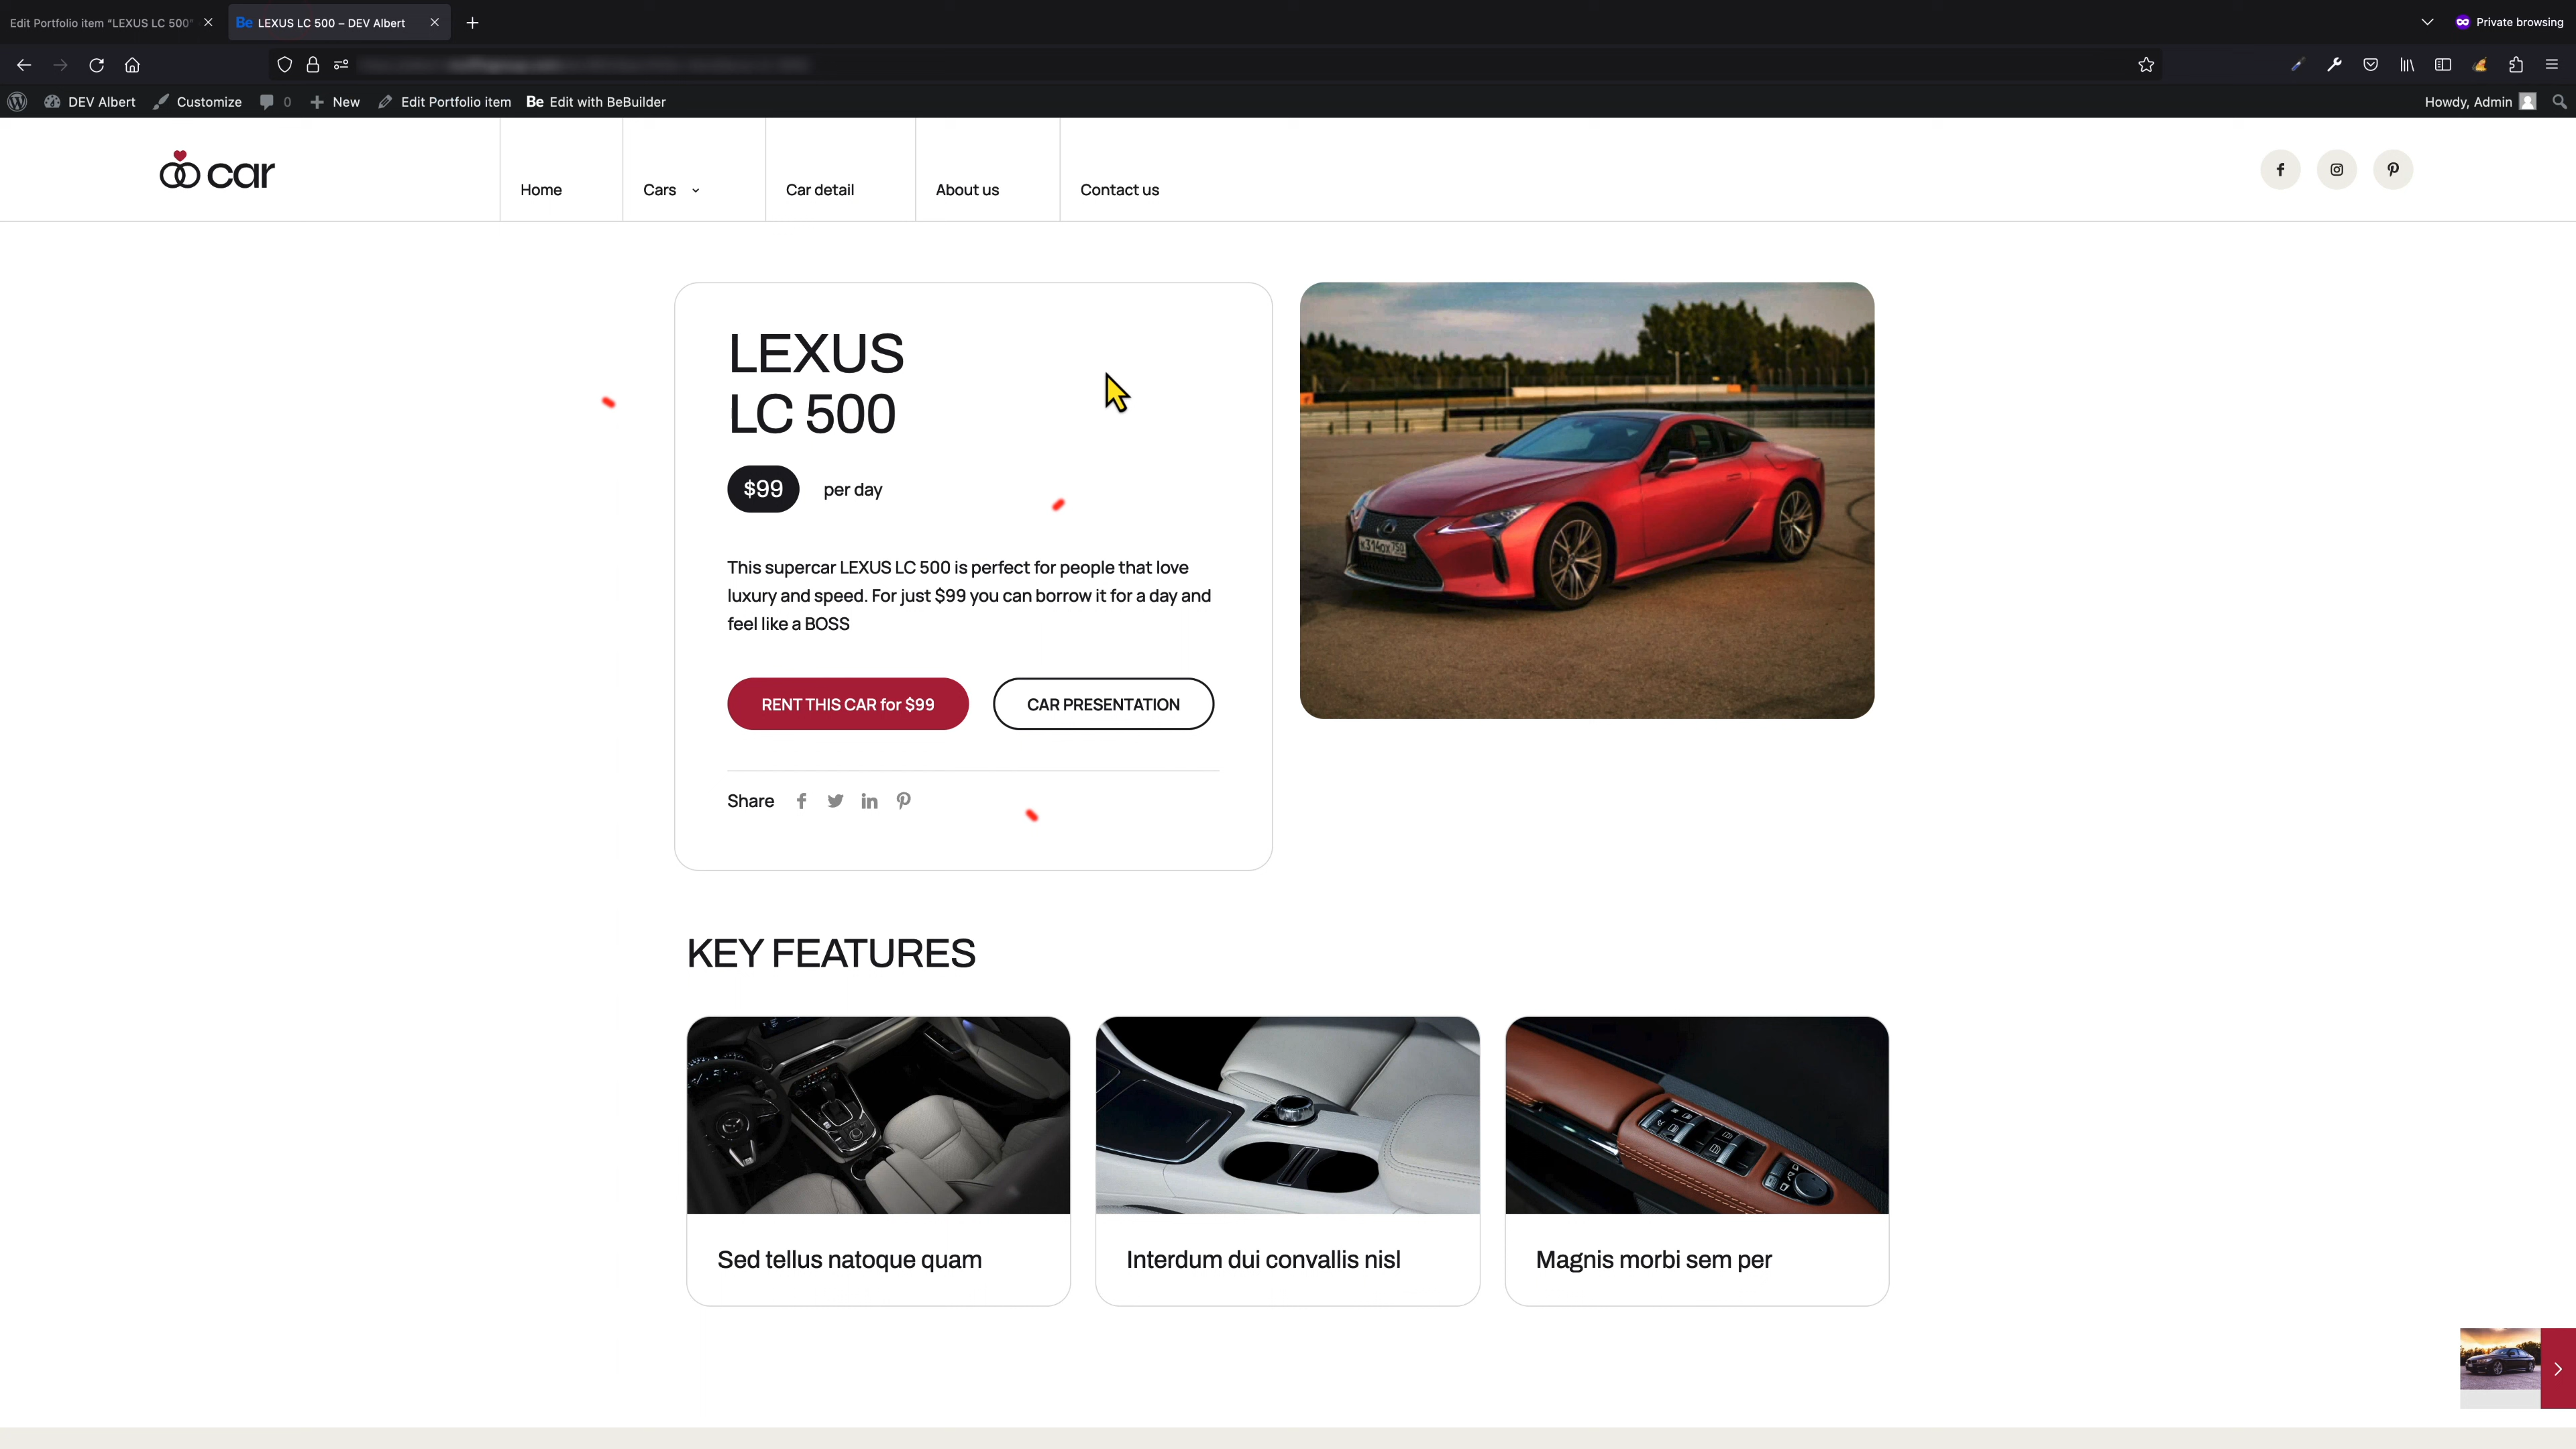 Edit Portfolio item “LEXUS LC 500”
Be LEXUS LC 500 – DEV Albert
Private browsing
DEV Albert
Customize
0
New
Edit Portfolio item
Be Edit with BeBuilder
Howdy, Admin
car
Home
Cars
Car detail
About us
Contact us
LEXUS
LC 500
$99
per day
This supercar LEXUS LC 500 is perfect for people that love
luxury and speed. For just $99 you can borrow it for a day and
feel like a BOSS
RENT THIS CAR for $99
CAR PRESENTATION
Share
KEY FEATURES
Sed tellus natoque quam
Interdum dui convallis nisl
Magnis morbi sem per